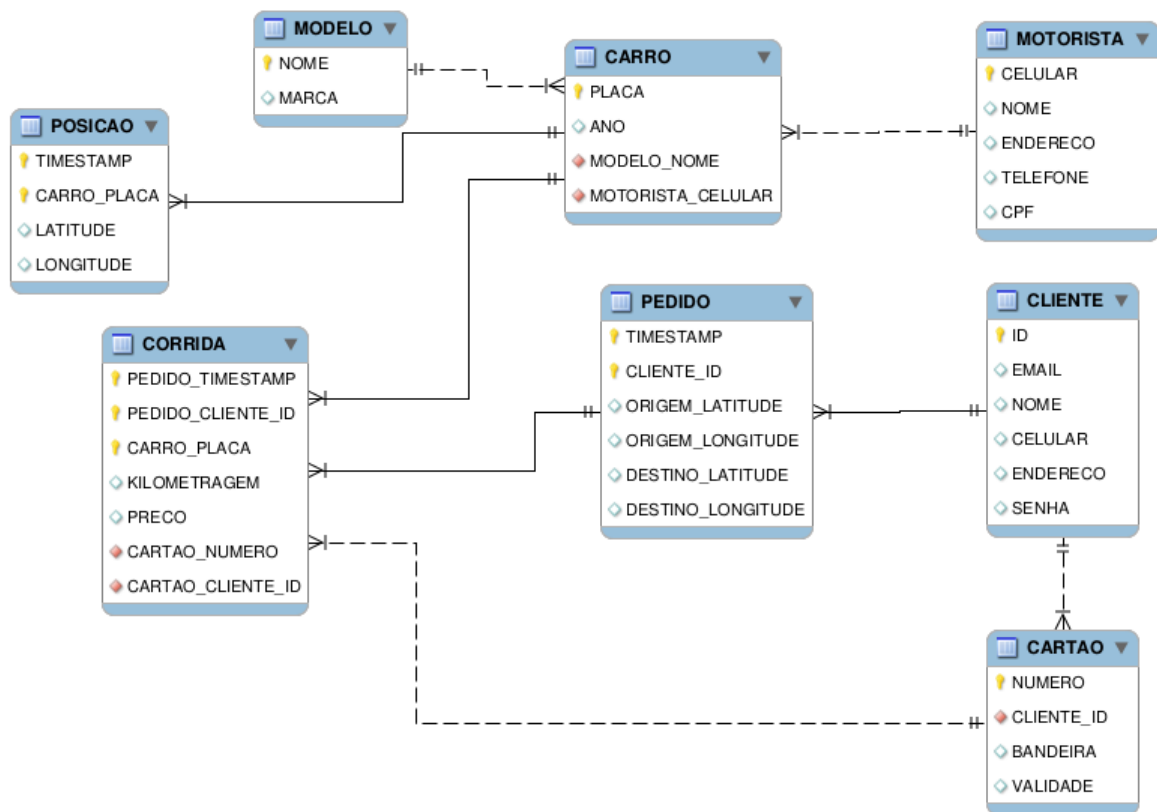 MODELO
NOME
MARCA
CARRO
PLACA
ANO
MODELO_NOME
MOTORISTA_CELULAR
MOTORISTA
CELULAR
NOME
ENDERECO
TELEFONE
CPF
POSICAO
TIMESTAMP
CARRO_PLACA
LATITUDE
LONGITUDE
CORRIDA
PEDIDO_TIMESTAMP
PEDIDO_CLIENTE_ID
CARRO_PLACA
KILOMETRAGEM
PRECO
CARTAO_NUMERO
CARTAO_CLIENTE_ID
PEDIDO
TIMESTAMP
CLIENTE_ID
ORIGEM_LATITUDE
ORIGEM_LONGITUDE
DESTINO_LATITUDE
DESTINO_LONGITUDE
CLIENTE
ID
EMAIL
NOME
CELULAR
ENDERECO
SENHA
CARTAO
NUMERO
CLIENTE_ID
BANDEIRA
VALIDADE